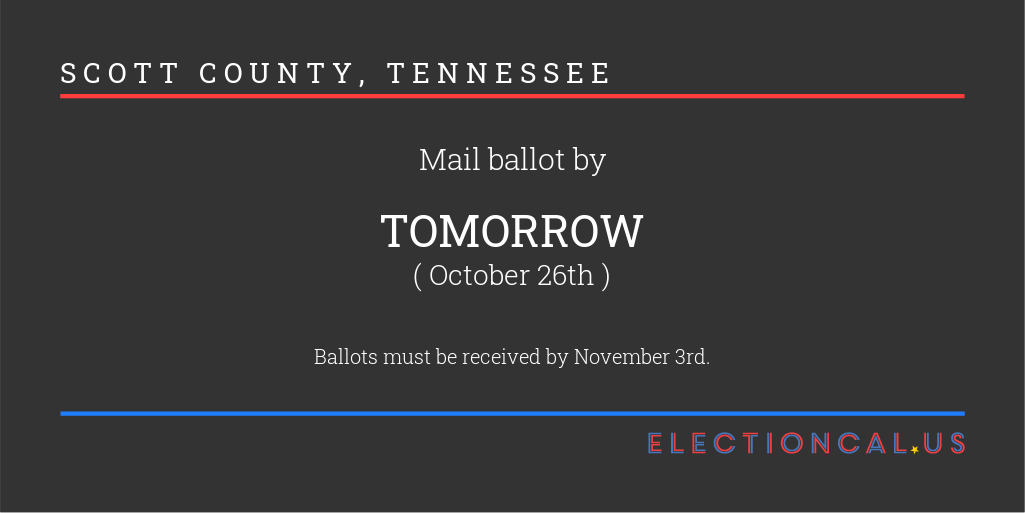 SCOTT COUNTY, TENNESSEE
Mail ballot by
TOMORROW
( October 26th )
Ballots must be received by November 3rd.
ELECTIONCAL.US